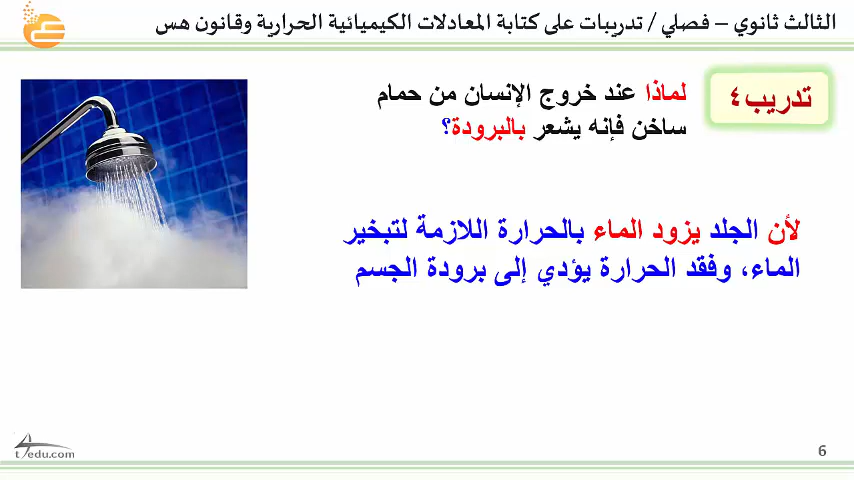 الثالث ثانوي – فصلي / تدريبات على كتابة المعادلات الكيميائية الحرارية وقانون هس
تدريب ٤
لماذا عند خروج الإنسان من حمام
ساخن فإنه يشعر بالبرودة؟
لأن الجلد يزود الماء بالحرارة اللازمة لتبخير
الماء، وفقد الحرارة يؤدي إلى برودة الجسم
t4edu.com
6